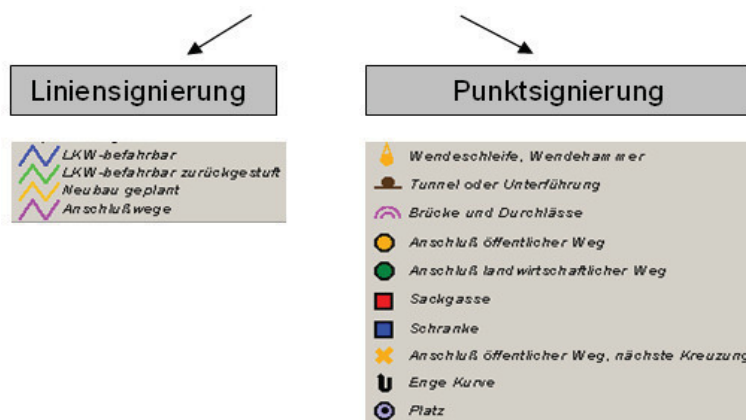 Liniensignierung
LKW-befahrbar
LKW-befahrbar zurückgestuft
Neubau geplant
Anschlußwege
Punktsignierung
Wendeschleife, Wendehammer
Tunnel oder Unterführung
Brücke und Durchlässe
Anschluß öffentlicher Weg
Anschluß landwirtschaftlicher Weg
Sackgasse
Schranke
Anschluß öffentlicher Weg, nächste Kreuzung
Enge Kurve
Platz